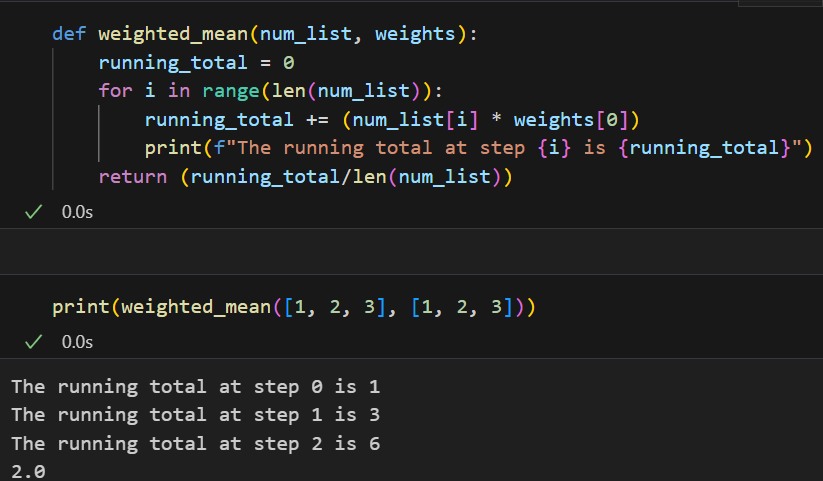 def weighted_mean(num_list, weights):
    running_total = 0
    for i in range(len(num_list)):
        running_total += (num_list[i] * weights[0])
        print(f"The running total at step {i} is {running_total}")
    return (running_total/len(num_list))
0.0s
print(weighted_mean([1, 2, 3], [1, 2, 3]))
0.0s
The running total at step 0 is 1
The running total at step 1 is 3
The running total at step 2 is 6
2.0